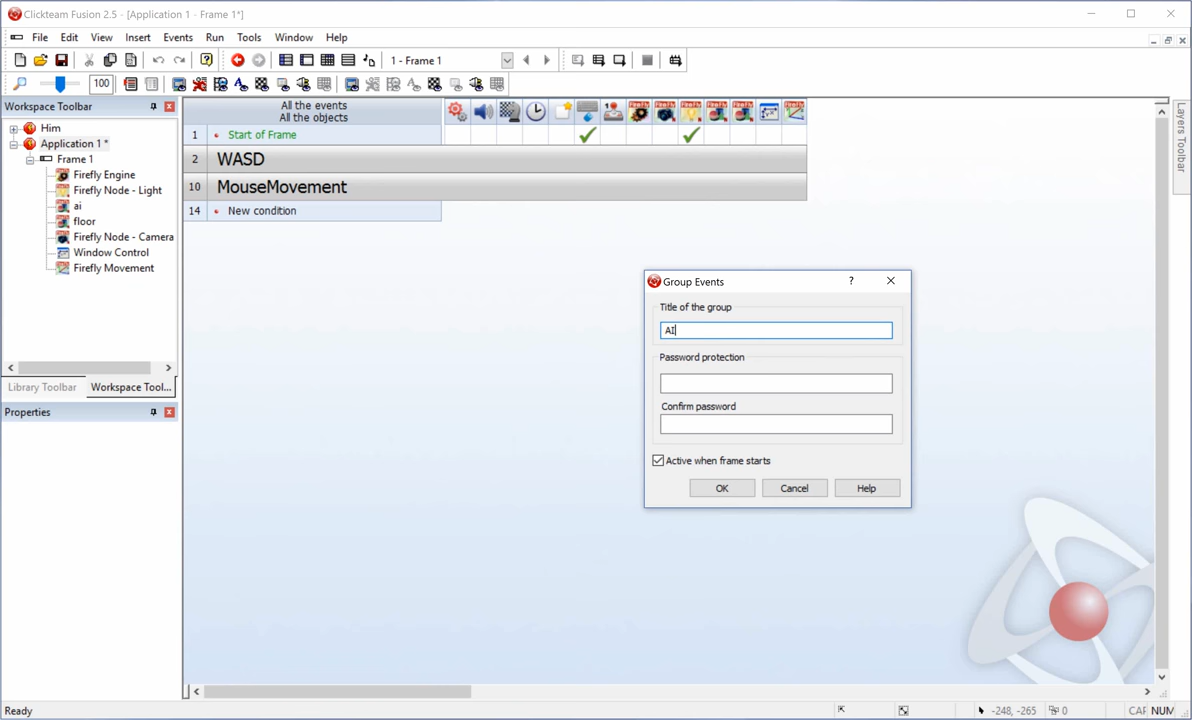 Clickteam Fusion 2.5 - [Application 1 - Frame 1*]
File Edit View Insert Events Run Tools Window Help
1 - Frame 1
100
Workspace Toolbar
All the events
All the objects
Him
Application 1 *
Frame 1
Firefly Engine
Firefly Node - Light
ai
floor
Firefly Node - Camera
Window Control
Firefly Movement
Library Toolbar Workspace Tool...
Properties
1 Start of Frame
2 WASD
10 MouseMovement
14 New condition
Group Events
Title of the group
AI
Password protection
Confirm password
Active when frame starts
OK Cancel Help
Layers Toolbar
Ready
-248, -265 0 CAP NUM